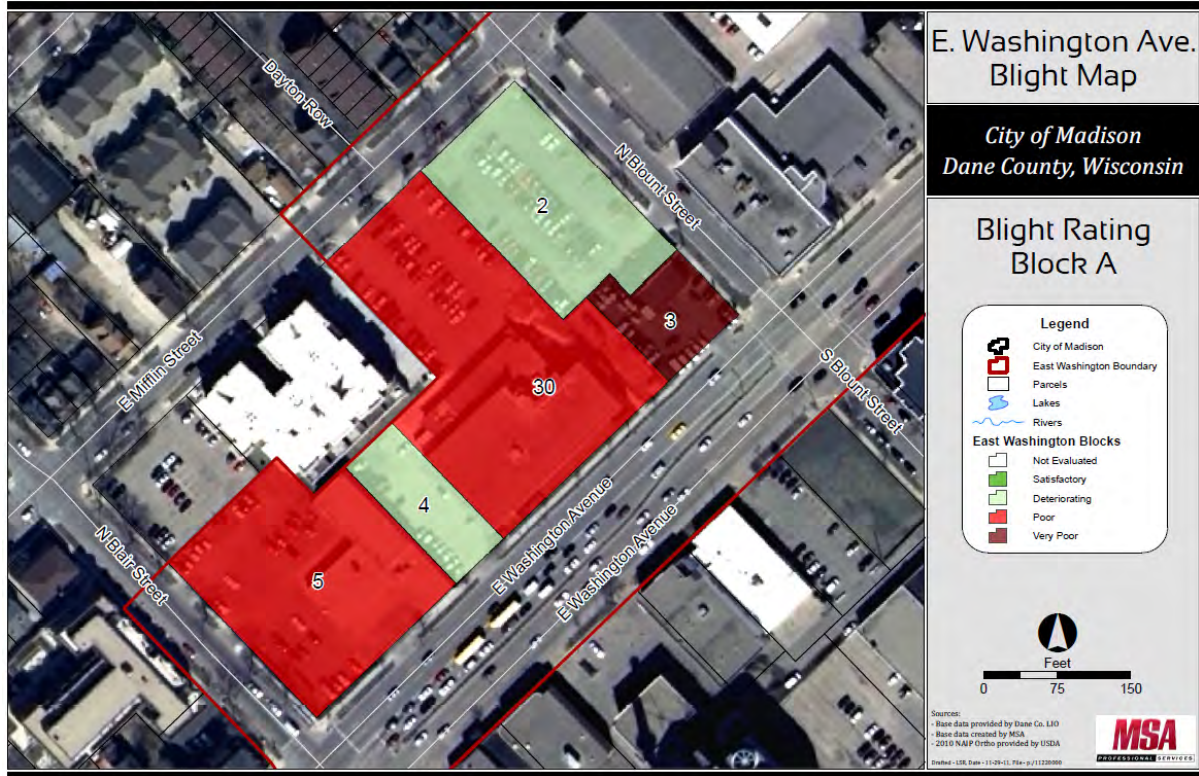 E. Washington Ave.
Blight Map
City of Madison
Dane County, Wisconsin
Blight Rating
Block A
Legend
City of Madison
East Washington Boundary
Parcels
Lakes
Rivers
East Washington Blocks
Not Evaluated
Satisfactory
Deteriorating
Poor
Very Poor
Feet
0 75 150
Sources:
- Base data provided by Dane Co. LIO
- Base data created by MSA
- 2010 NAIP Ortho provided by USDA
MSA
PROFESSIONAL SERVICES
Dayton Row
N Blount Street
2
3
E Mifflin Street
30
S Blount Street
4
N Blair Street
5
E Washington Avenue
E Washington Avenue